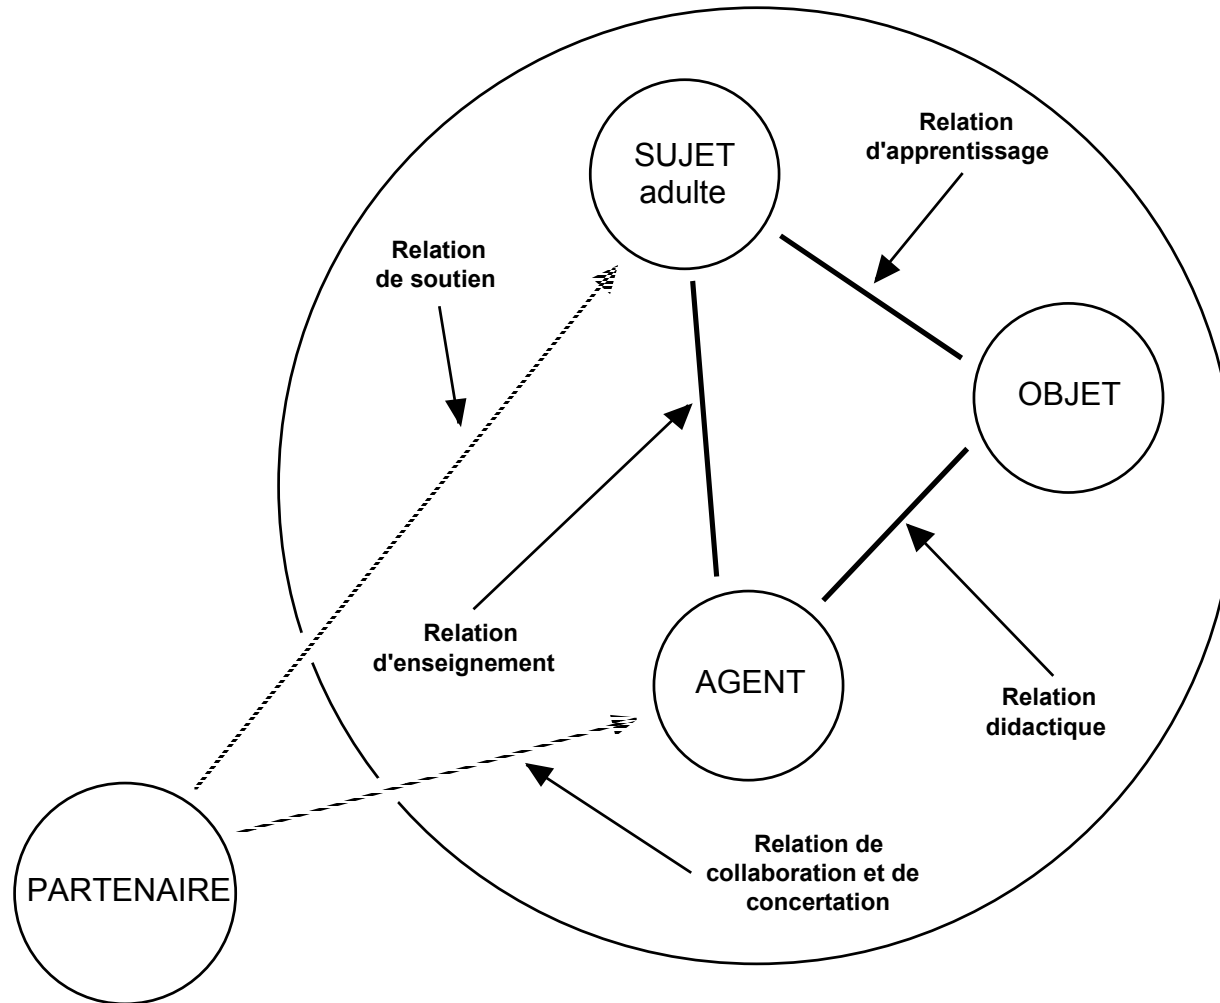 SUJET
adulte
Relation
d'apprentissage
Relation
de soutien
OBJET
Relation
d'enseignement
AGENT
Relation
didactique
PARTENAIRE
Relation de
collaboration et de
concertation